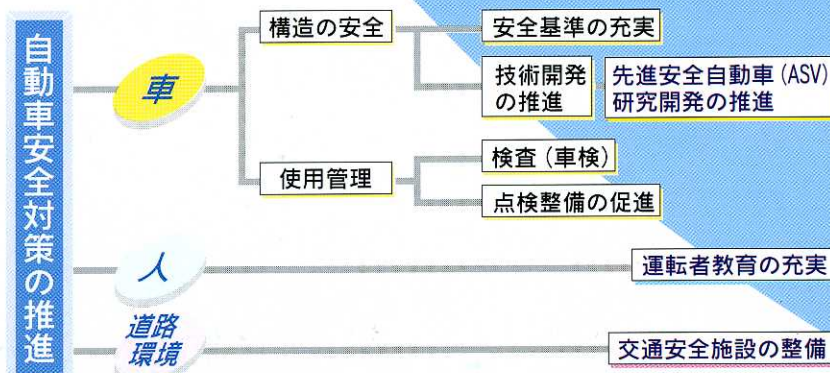 自動車安全対策の推進
車
構造の安全
安全基準の充実
技術開発
の推進
先進安全自動車(ASV)
研究開発の推進
使用管理
検査(車検)
点検整備の促進
人
運転者教育の充実
道路
環境
交通安全施設の整備